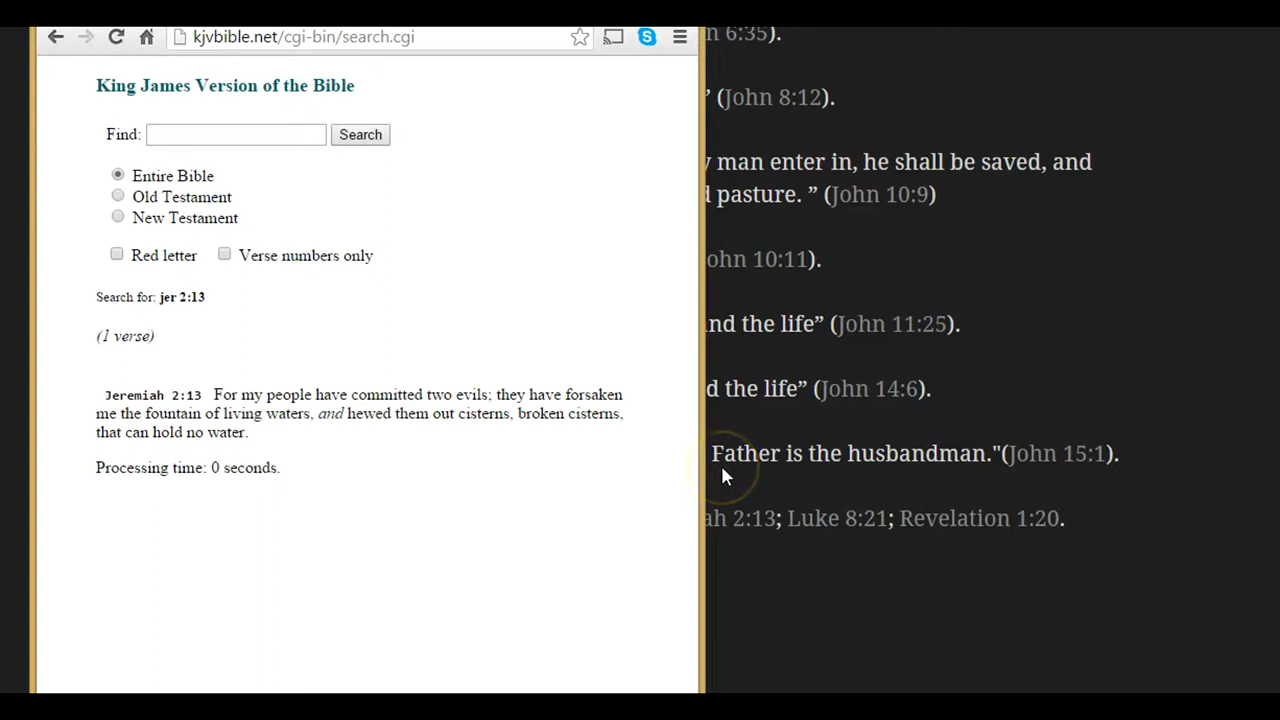 kjvbible.net/cgi-bin/search.cgi
King James Version of the Bible
Find: Search
Entire Bible
Old Testament
New Testament
Red letter Verse numbers only
Search for: jer 2:13
(1 verse)
Jeremiah 2:13 For my people have committed two evils; they have forsaken
me the fountain of living waters, and hewed them out cisterns, broken cisterns,
that can hold no water.
Processing time: 0 seconds.
n 6:35).
” (John 8:12).
y man enter in, he shall be saved, and
d pasture. ” (John 10:9)
ohn 10:11).
nd the life” (John 11:25).
d the life” (John 14:6).
Father is the husbandman."(John 15:1).
ah 2:13; Luke 8:21; Revelation 1:20.